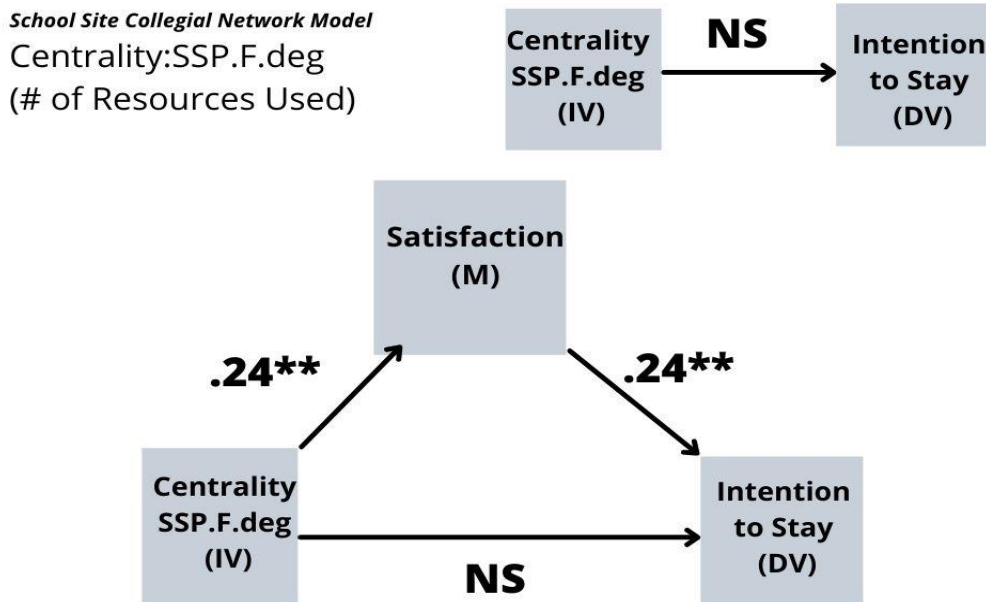 School Site Collegial Network Model
Centrality:SSP.F.deg
(# of Resources Used)
Centrality
SSP.F.deg
(IV)
NS
Intention
to Stay
(DV)
Satisfaction
(M)
.24**
.24**
Centrality
SSP.F.deg
(IV)
NS
Intention
to Stay
(DV)